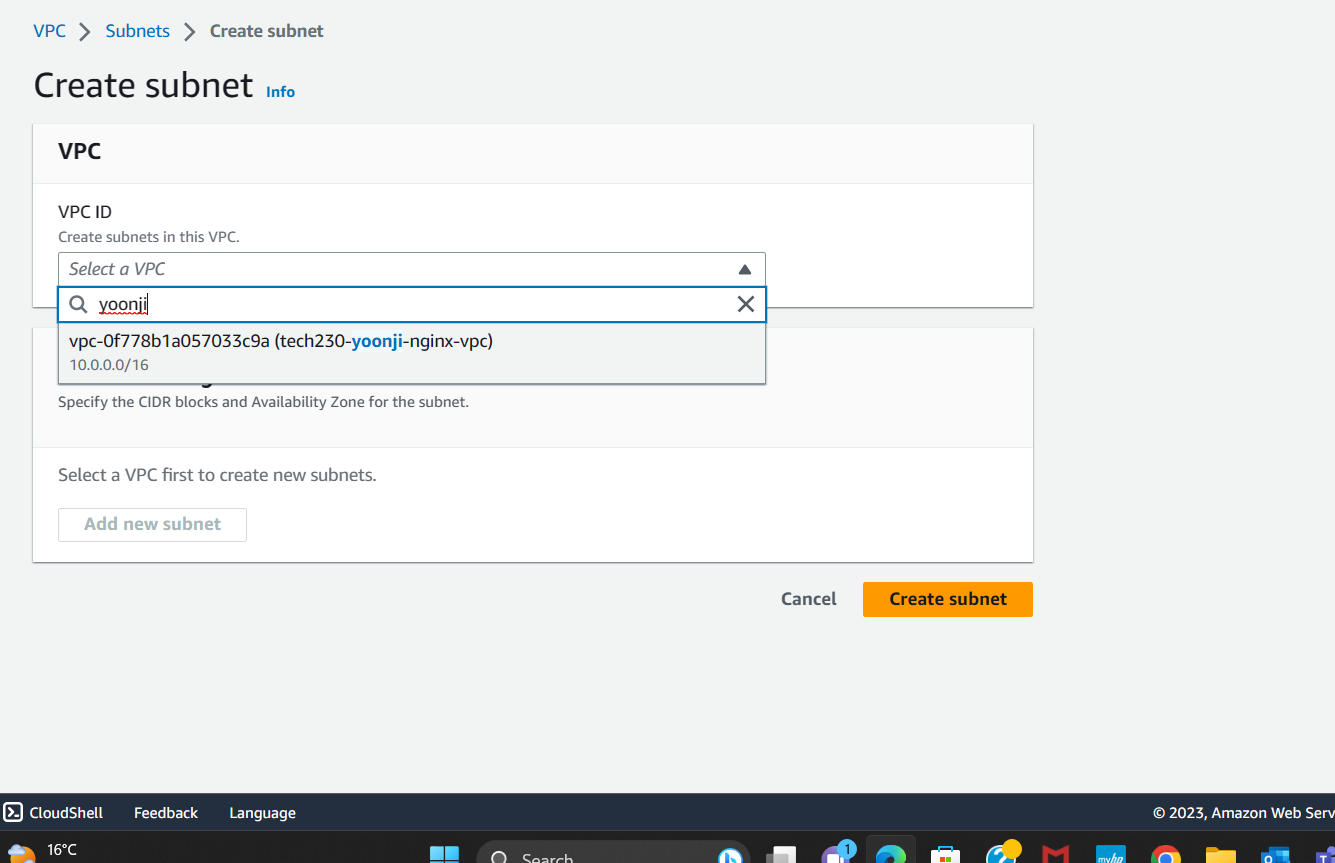 VPC > Subnets > Create subnet
Create subnet Info
VPC
VPC ID
Create subnets in this VPC.
Select a VPC
yoonji
vpc-0f778b1a057033c9a (tech230-yoonji-nginx-vpc)
10.0.0.0/16
Specify the CIDR blocks and Availability Zone for the subnet.
Select a VPC first to create new subnets.
Add new subnet
Cancel Create subnet
CloudShell Feedback Language © 2023, Amazon Web Serv
16°C Search 1